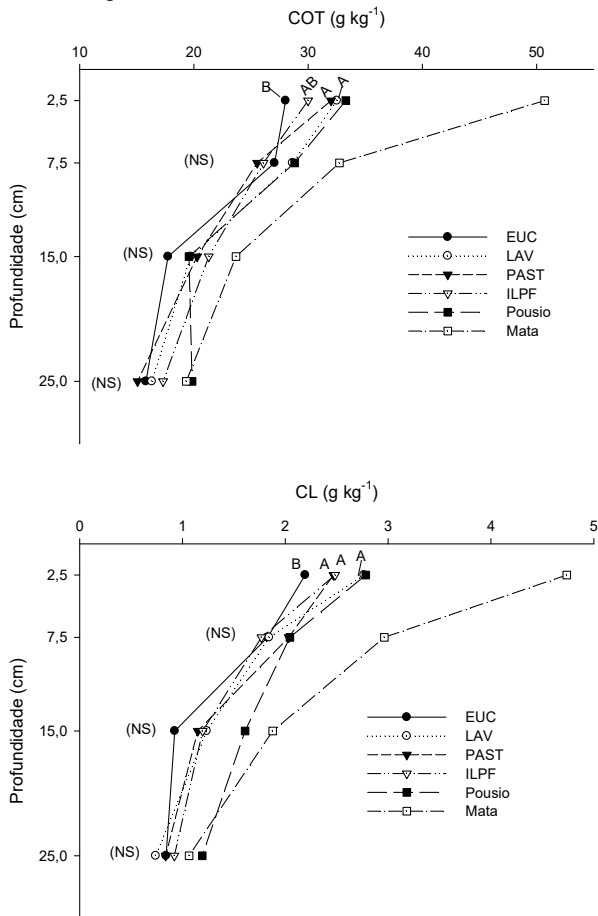 COT (g kg-1)
10 20 30 40 50
B AB A A
2,5
(NS)
7,5
(NS)
15,0
(NS)
25,0
Profundidade (cm)
EUC
LAV
PAST
ILPF
Pousio
Mata
CL (g kg-1)
0 1 2 3 4 5
B A A A
2,5
(NS)
7,5
(NS)
15,0
(NS)
25,0
Profundidade (cm)
EUC
LAV
PAST
ILPF
Pousio
Mata